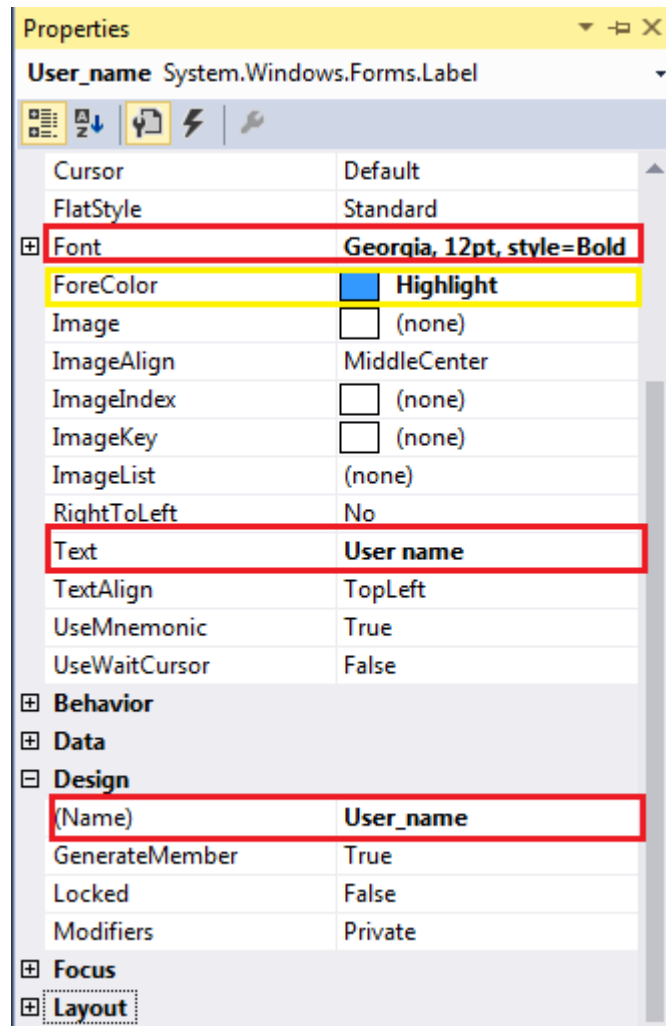 Properties
User_name System.Windows.Forms.Label
Cursor Default
FlatStyle Standard
Font Georgia, 12pt, style=Bold
ForeColor Highlight
Image (none)
ImageAlign MiddleCenter
ImageIndex (none)
ImageKey (none)
ImageList (none)
RightToLeft No
Text User name
TextAlign TopLeft
UseMnemonic True
UseWaitCursor False
Behavior
Data
Design
(Name) User_name
GenerateMember True
Locked False
Modifiers Private
Focus
Layout